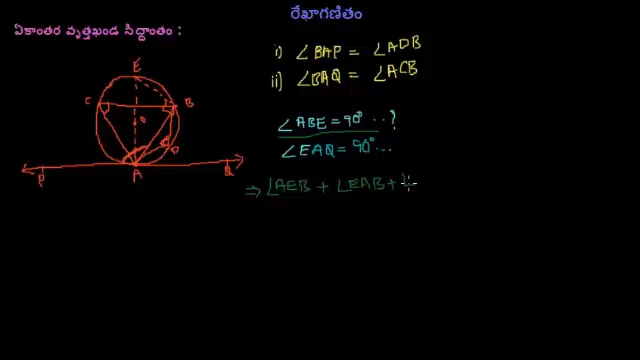 రేఖాగణితం
ఏకాంతర వృత్తఖండ సిద్ధాంతం :
i) ∠BAP = ∠ADB
ii) ∠BAQ = ∠ACB
∠ABE = 90° ..?
∠EAQ = 90° ...
⇒ ∠AEB + ∠EAB +
E
C
B
O
D
P
A
Q